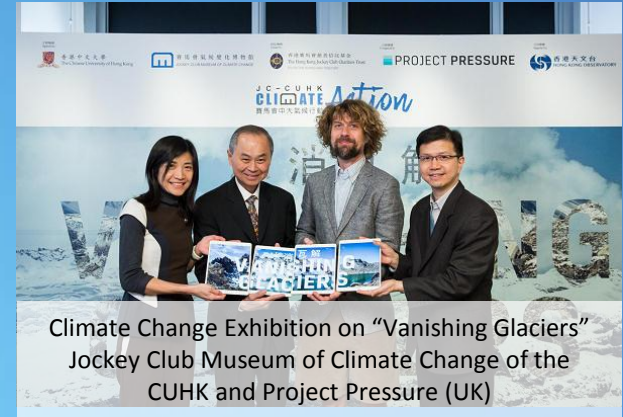 香港中文大學
The Chinese University of Hong Kong
賽馬會氣候變化博物館
JOCKEY CLUB MUSEUM OF CLIMATE CHANGE
香港賽馬會慈善信託基金
The Hong Kong Jockey Club Charities Trust
PROJECT PRESSURE
香港天文台
HONG KONG OBSERVATORY
JC-CUHK
CLIMATE Action
賽馬會中大氣候行動
消 解
VANISHING
GLACIERS
Climate Change Exhibition on “Vanishing Glaciers”
Jockey Club Museum of Climate Change of the
CUHK and Project Pressure (UK)